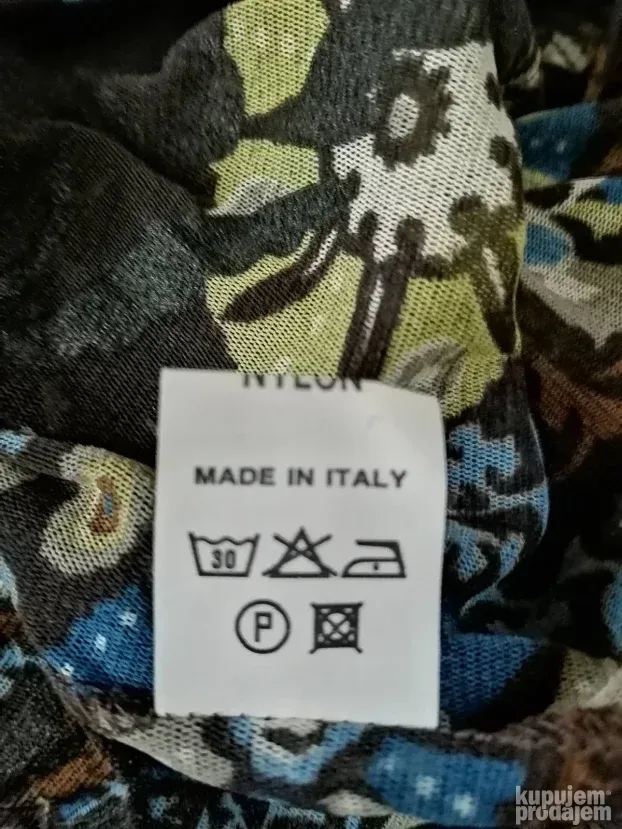 NYLON
MADE IN ITALY
30
P
kupujem
prodajem